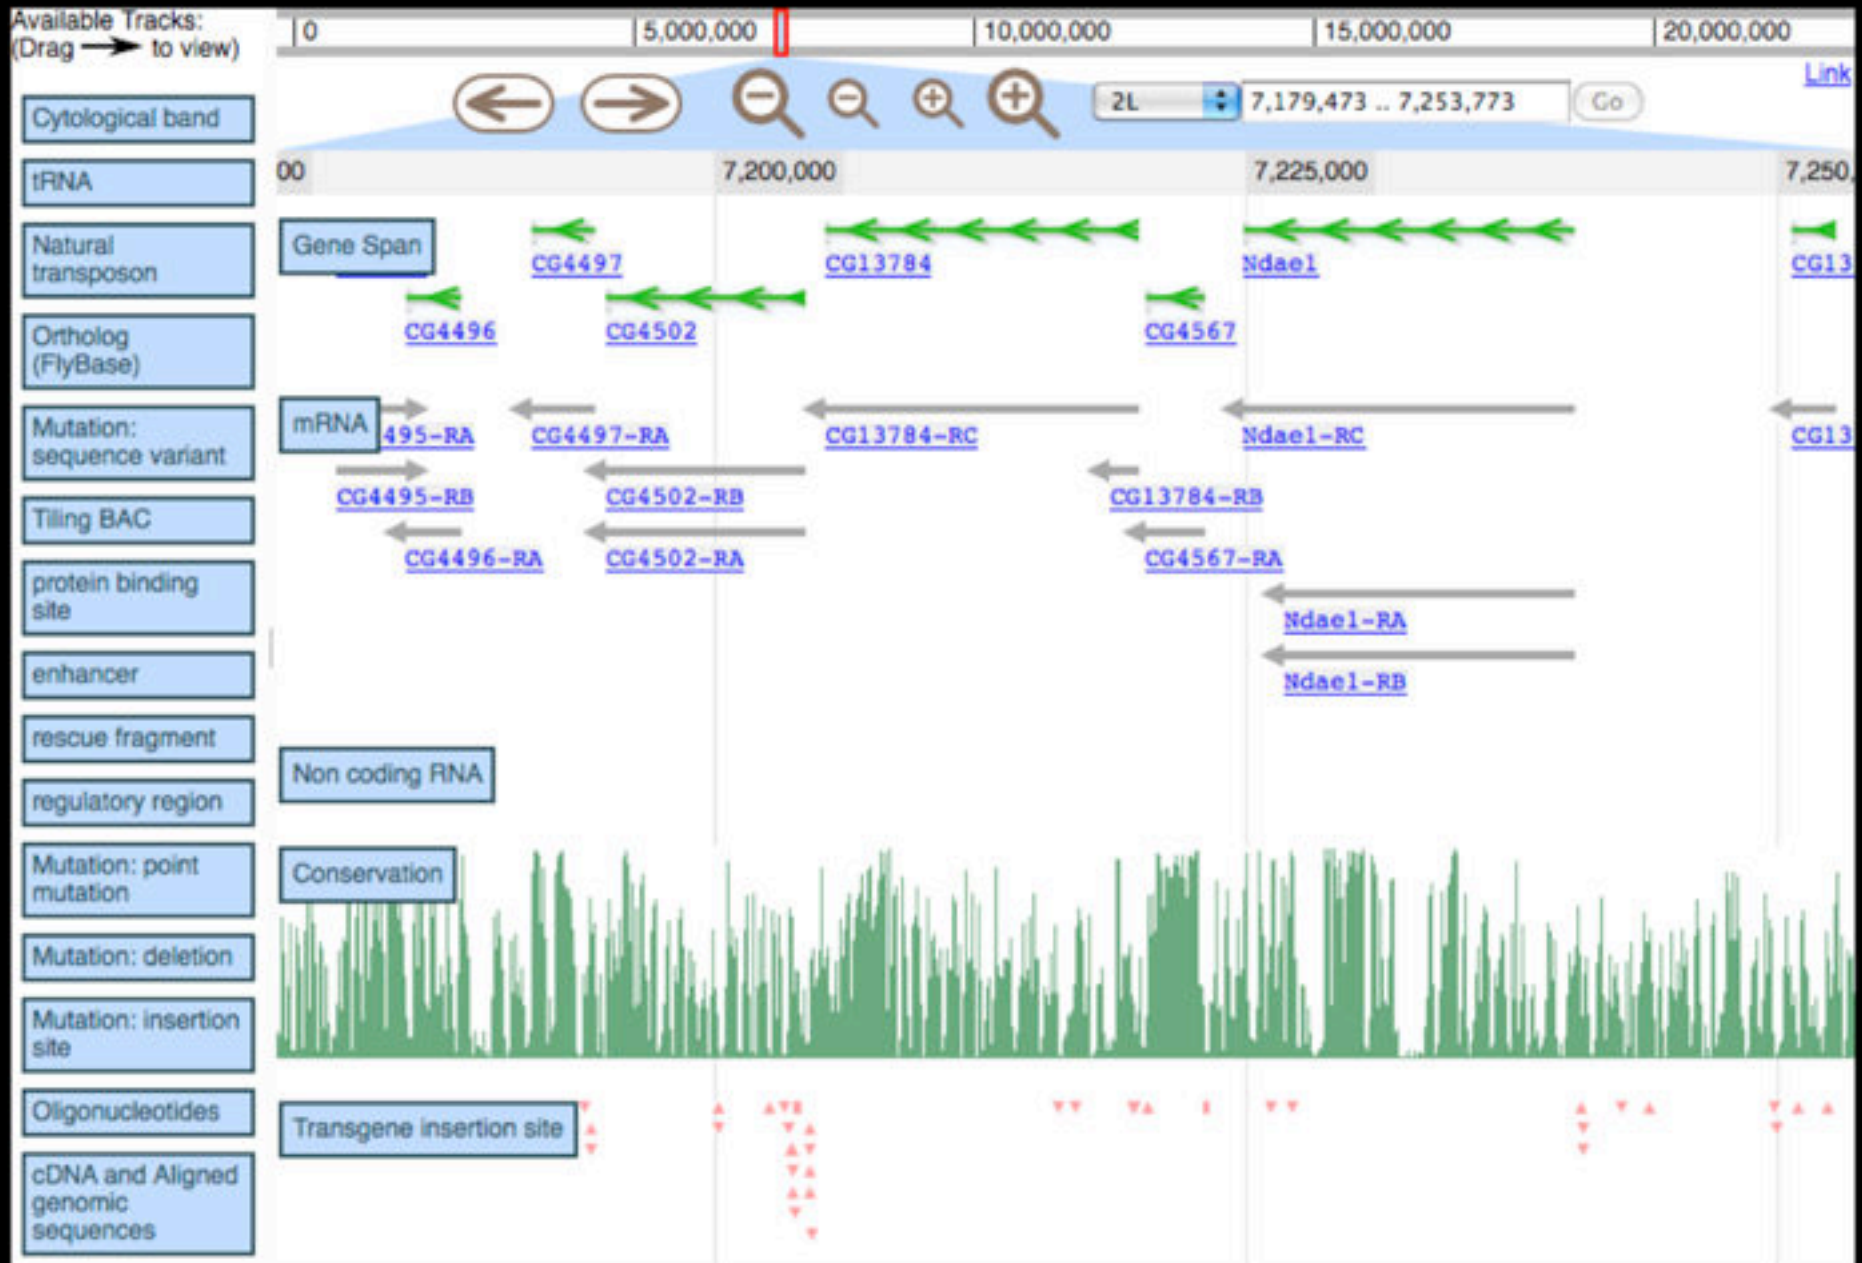 Available Tracks:
(Drag → to view)
0 5,000,000 10,000,000 15,000,000 20,000,000
Link
2L 7,179,473 .. 7,253,773 Go
00 7,200,000 7,225,000 7,250,
Cytological band
tRNA
Natural
transposon
Ortholog
(FlyBase)
Mutation:
sequence variant
Tiling BAC
protein binding
site
enhancer
rescue fragment
regulatory region
Mutation: point
mutation
Mutation: deletion
Mutation: insertion
site
Oligonucleotides
cDNA and Aligned
genomic
sequences
Gene Span
CG4497 CG13784 Ndae1 CG13
CG4496 CG4502 CG4567
mRNA
495-RA CG4497-RA CG13784-RC Ndae1-RC CG13
CG4495-RB CG4502-RB CG13784-RB
CG4496-RA CG4502-RA CG4567-RA
Ndae1-RA
Ndae1-RB
Non coding RNA
Conservation
Transgene insertion site